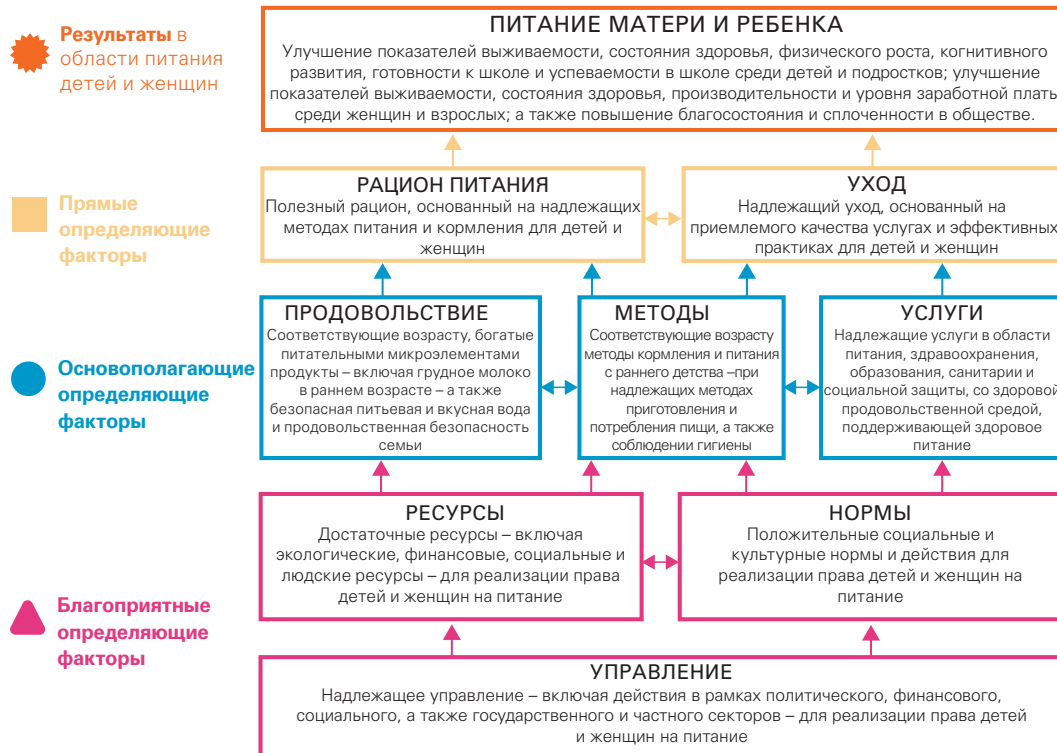 Результаты в
области питания
детей и женщин
ПИТАНИЕ МАТЕРИ И РЕБЕНКА
Улучшение показателей выживаемости, состояния здоровья, физического роста, когнитивного
развития, готовности к школе и успеваемости в школе среди детей и подростков; улучшение
показателей выживаемости, состояния здоровья, производительности и уровня заработной платы
среди женщин и взрослых; а также повышение благосостояния и сплоченности в обществе.
Прямые
определяющие
факторы
РАЦИОН ПИТАНИЯ
Полезный рацион, основанный на надлежащих
методах питания и кормления для детей и
женщин
УХОД
Надлежащий уход, основанный на
приемлемого качества услугах и эффективных
практиках для детей и женщин
Основополагающие
определяющие
факторы
ПРОДОВОЛЬСТВИЕ
Соответствующие возрасту, богатые
питательными микроэлементами
продукты – включая грудное молоко
в раннем возрасте – а также
безопасная питьевая и вкусная вода
и продовольственная безопасность
семьи
МЕТОДЫ
Соответствующие возрасту
методы кормления и питания
с раннего детства –при
надлежащих методах
приготовления и
потребления пищи, а также
соблюдении гигиены
УСЛУГИ
Надлежащие услуги в области
питания, здравоохранения,
образования, санитарии и
социальной защиты, со здоровой
продовольственной средой,
поддерживающей здоровое
питание
Благоприятные
определяющие
факторы
РЕСУРСЫ
Достаточные ресурсы – включая
экологические, финансовые, социальные и
людские ресурсы – для реализации права
детей и женщин на питание
НОРМЫ
Положительные социальные и
культурные нормы и действия для
реализации права детей и женщин на
питание
УПРАВЛЕНИЕ
Надлежащее управление – включая действия в рамках политического, финансового,
социального, а также государственного и частного секторов – для реализации права детей
и женщин на питание